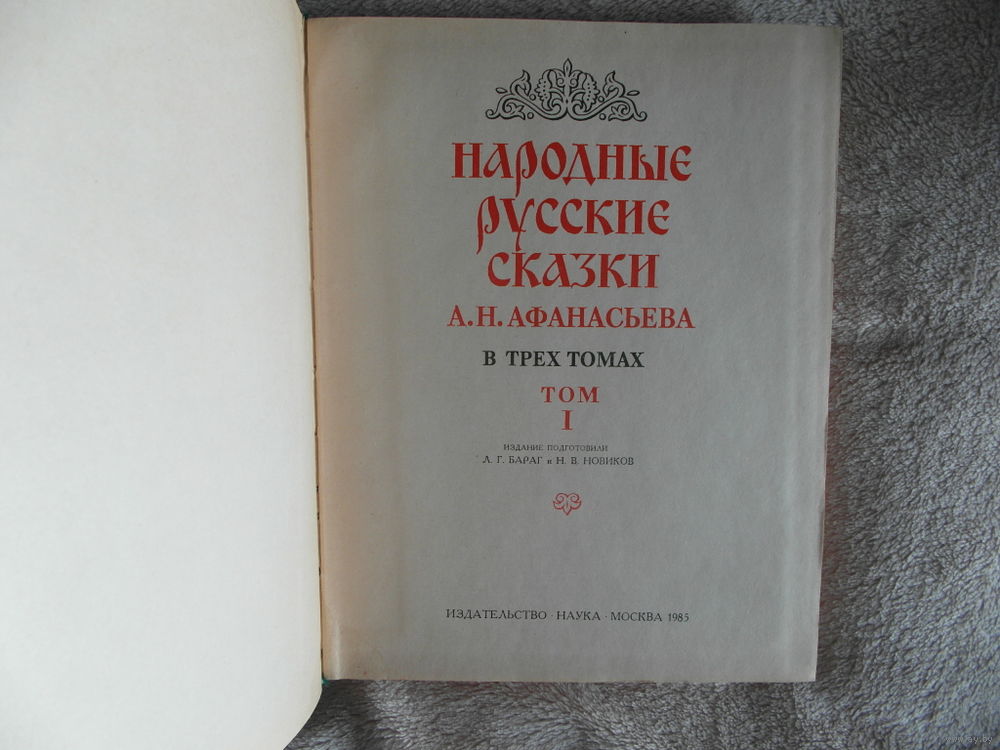 НАРОДНЫЕ
РУССКИЕ
СКАЗКИ
А.Н. АФАНАСЬЕВА
В ТРЕХ ТОМАХ
ТОМ
I
ИЗДАНИЕ ПОДГОТОВИЛИ
Л. Г. БАРАГ и Н. В. НОВИКОВ
ИЗДАТЕЛЬСТВО · НАУКА · МОСКВА 1985